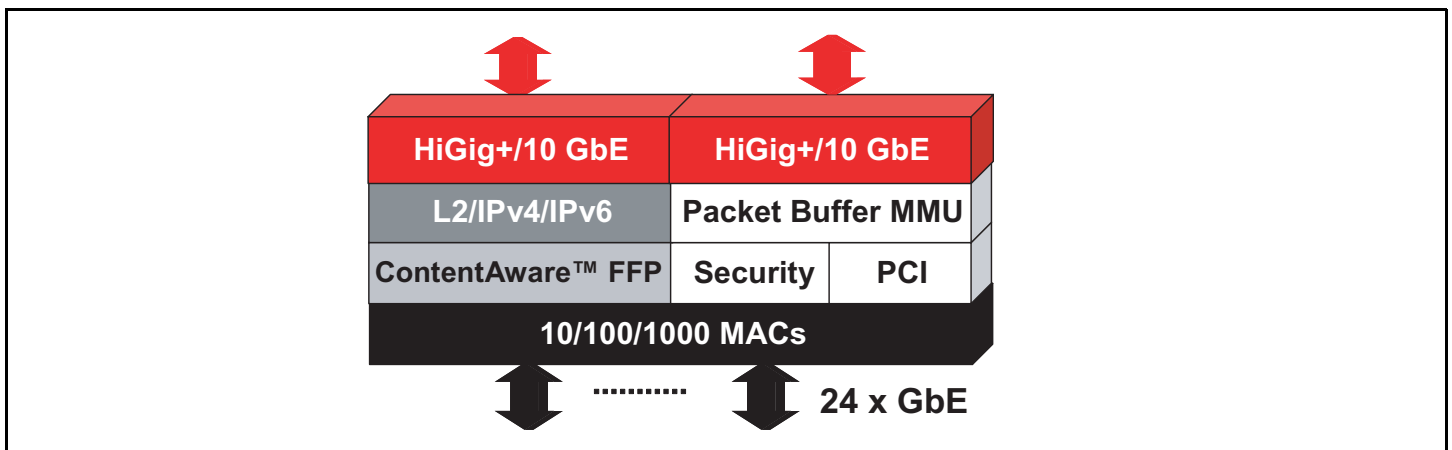 HiGig+/10 GbE HiGig+/10 GbE
L2/IPv4/IPv6 Packet Buffer MMU
ContentAware™ FFP Security PCI
10/100/1000 MACs
24 x GbE